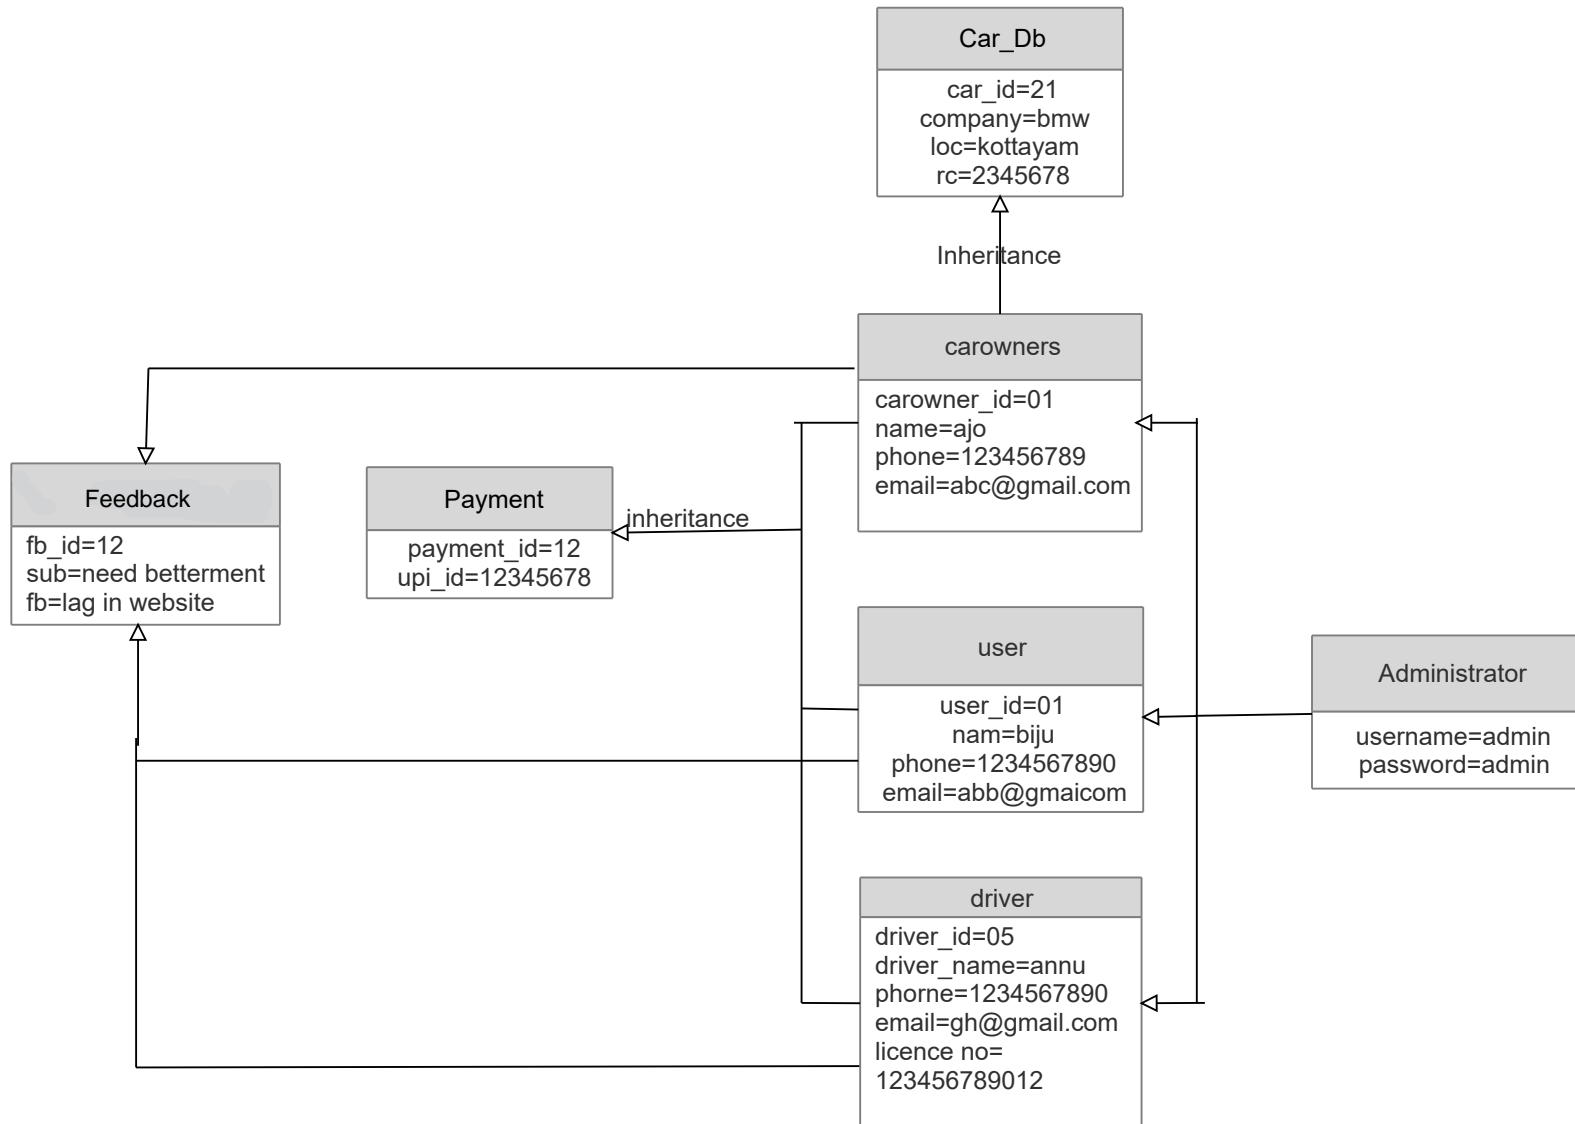 Car_Db
car_id=21
company=bmw
loc=kottayam
rc=2345678
Inheritance
carowners
carowner_id=01
name=ajo
phone=123456789
email=abc@gmail.com
Feedback
fb_id=12
sub=need betterment
fb=lag in website
Payment
payment_id=12
upi_id=12345678
inheritance
user
user_id=01
nam=biju
phone=1234567890
email=abb@gmaicom
Administrator
username=admin
password=admin
driver
driver_id=05
driver_name=annu
phorne=1234567890
email=gh@gmail.com
licence no=
123456789012